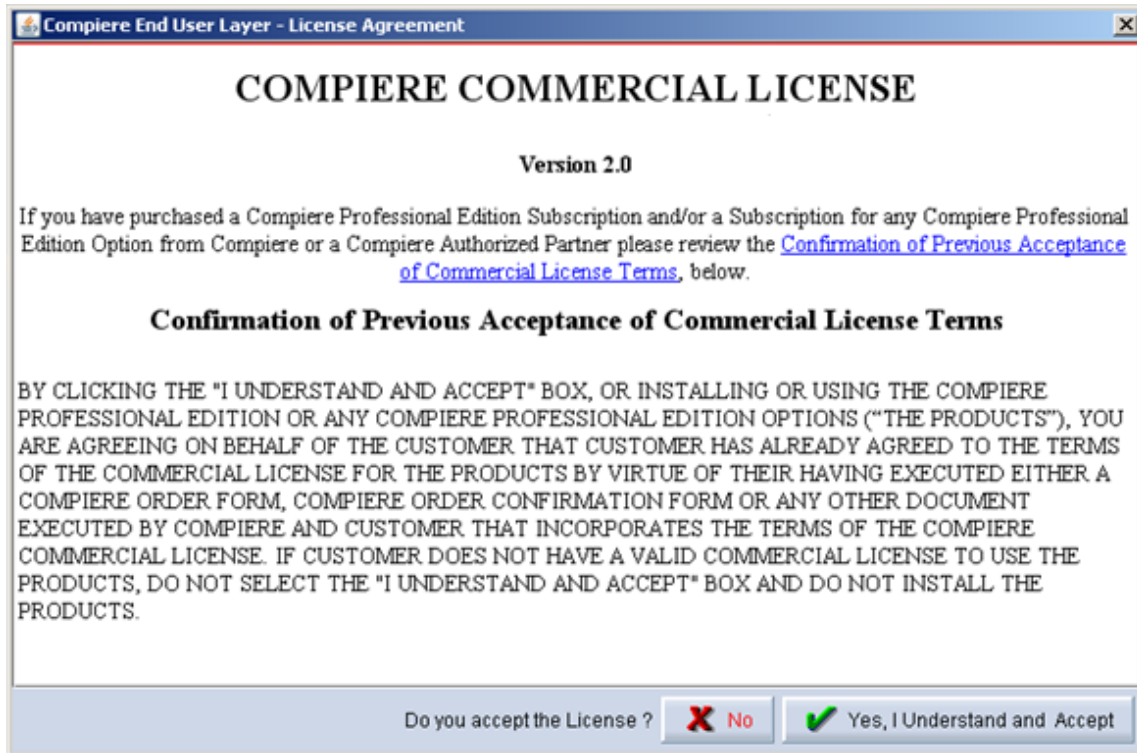 Compiere End User Layer - License Agreement
COMPIERE COMMERCIAL LICENSE
Version 2.0
If you have purchased a Compiere Professional Edition Subscription and/or a Subscription for any Compiere Professional
Edition Option from Compiere or a Compiere Authorized Partner please review the Confirmation of Previous Acceptance
of Commercial License Terms, below.
Confirmation of Previous Acceptance of Commercial License Terms
BY CLICKING THE "I UNDERSTAND AND ACCEPT" BOX, OR INSTALLING OR USING THE COMPIERE
PROFESSIONAL EDITION OR ANY COMPIERE PROFESSIONAL EDITION OPTIONS (“THE PRODUCTS”), YOU
ARE AGREEING ON BEHALF OF THE CUSTOMER THAT CUSTOMER HAS ALREADY AGREED TO THE TERMS
OF THE COMMERCIAL LICENSE FOR THE PRODUCTS BY VIRTUE OF THEIR HAVING EXECUTED EITHER A
COMPIERE ORDER FORM, COMPIERE ORDER CONFIRMATION FORM OR ANY OTHER DOCUMENT
EXECUTED BY COMPIERE AND CUSTOMER THAT INCORPORATES THE TERMS OF THE COMPIERE
COMMERCIAL LICENSE. IF CUSTOMER DOES NOT HAVE A VALID COMMERCIAL LICENSE TO USE THE
PRODUCTS, DO NOT SELECT THE "I UNDERSTAND AND ACCEPT" BOX AND DO NOT INSTALL THE
PRODUCTS.
Do you accept the License ? No Yes, I Understand and Accept